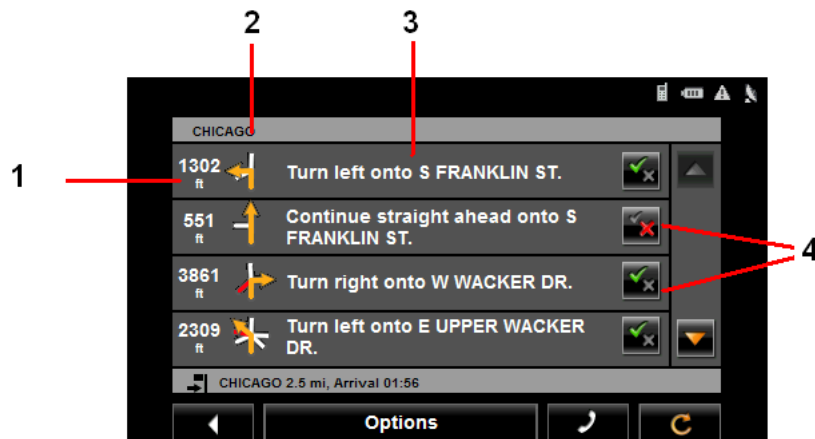 2
3
CHICAGO
1
1302
ft
Turn left onto S FRANKLIN ST.
551
ft
Continue straight ahead onto S
FRANKLIN ST.
4
3861
ft
Turn right onto W WACKER DR.
2309
ft
Turn left onto E UPPER WACKER
DR.
CHICAGO 2.5 mi, Arrival 01:56
Options